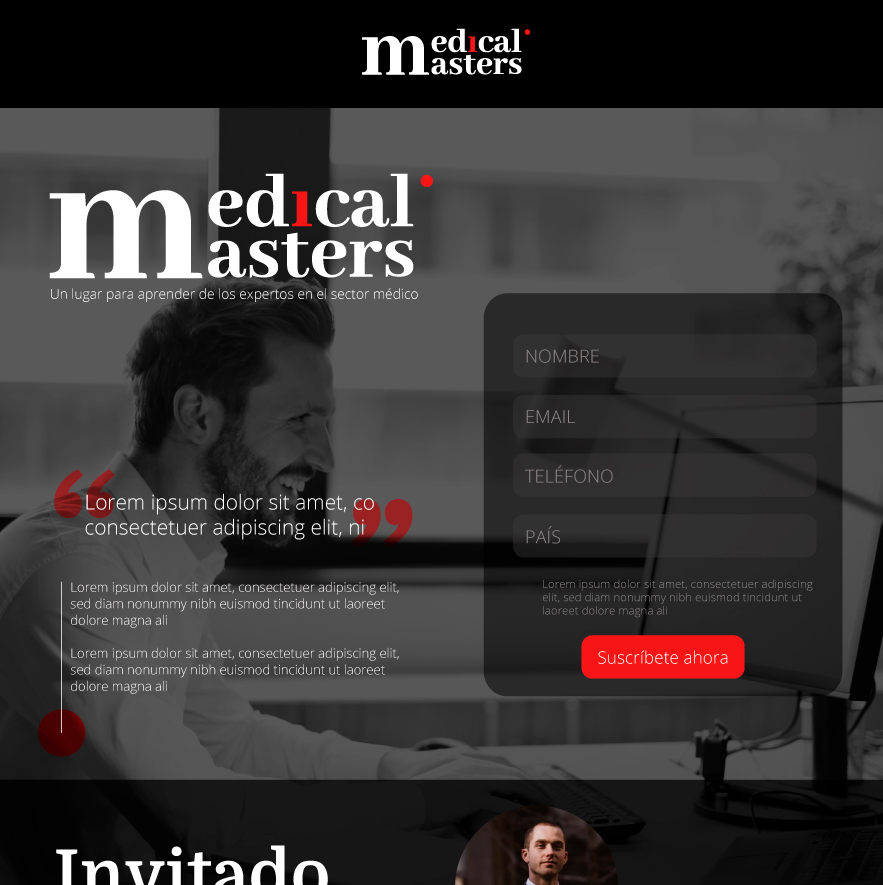 medical
masters
medical
masters
Un lugar para aprender de los expertos en el sector médico
NOMBRE
EMAIL
TELÉFONO
PAÍS
Lorem ipsum dolor sit amet, consectetuer adipiscing
elit, sed diam nonummy nibh euismod tincidunt ut
laoreet dolore magna ali
Suscríbete ahora
“Lorem ipsum dolor sit amet, co
consectetuer adipiscing elit, ni”
Lorem ipsum dolor sit amet, consectetuer adipiscing elit,
sed diam nonummy nibh euismod tincidunt ut laoreet
dolore magna ali
Lorem ipsum dolor sit amet, consectetuer adipiscing elit,
sed diam nonummy nibh euismod tincidunt ut laoreet
dolore magna ali
Invitado